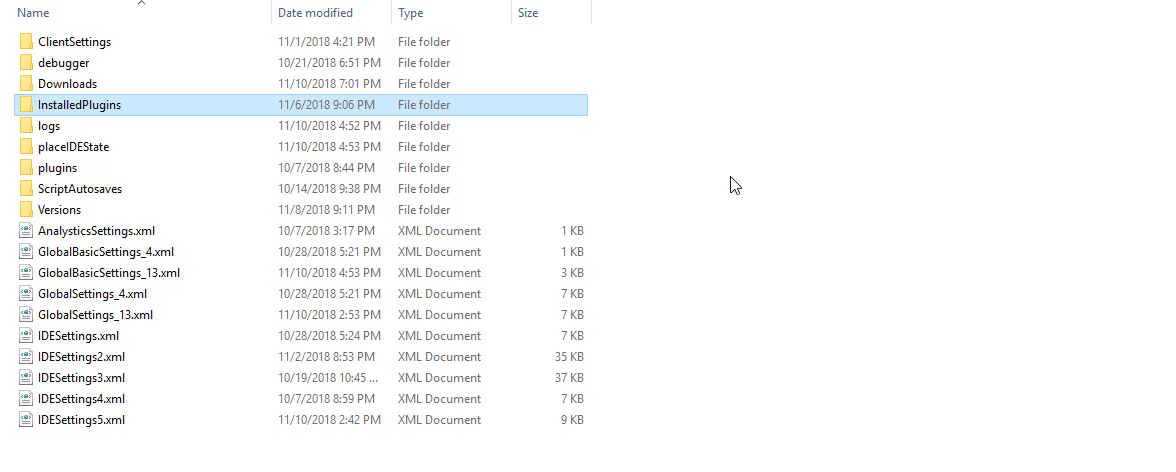 Name Date modified Type Size
ClientSettings 11/1/2018 4:21 PM File folder
debugger 10/21/2018 6:51 PM File folder
Downloads 11/10/2018 7:01 PM File folder
InstalledPlugins 11/6/2018 9:06 PM File folder
logs 11/10/2018 4:52 PM File folder
placeIDEState 11/10/2018 4:53 PM File folder
plugins 10/7/2018 8:44 PM File folder
ScriptAutosaves 10/14/2018 9:38 PM File folder
Versions 11/8/2018 9:11 PM File folder
AnalysticsSettings.xml 10/7/2018 3:17 PM XML Document 1 KB
GlobalBasicSettings_4.xml 10/28/2018 5:21 PM XML Document 1 KB
GlobalBasicSettings_13.xml 11/10/2018 4:53 PM XML Document 3 KB
GlobalSettings_4.xml 10/28/2018 5:21 PM XML Document 7 KB
GlobalSettings_13.xml 11/10/2018 2:53 PM XML Document 7 KB
IDESettings.xml 10/28/2018 5:24 PM XML Document 7 KB
IDESettings2.xml 11/2/2018 8:53 PM XML Document 35 KB
IDESettings3.xml 10/19/2018 10:45 ... XML Document 37 KB
IDESettings4.xml 10/7/2018 8:59 PM XML Document 7 KB
IDESettings5.xml 11/10/2018 2:42 PM XML Document 9 KB